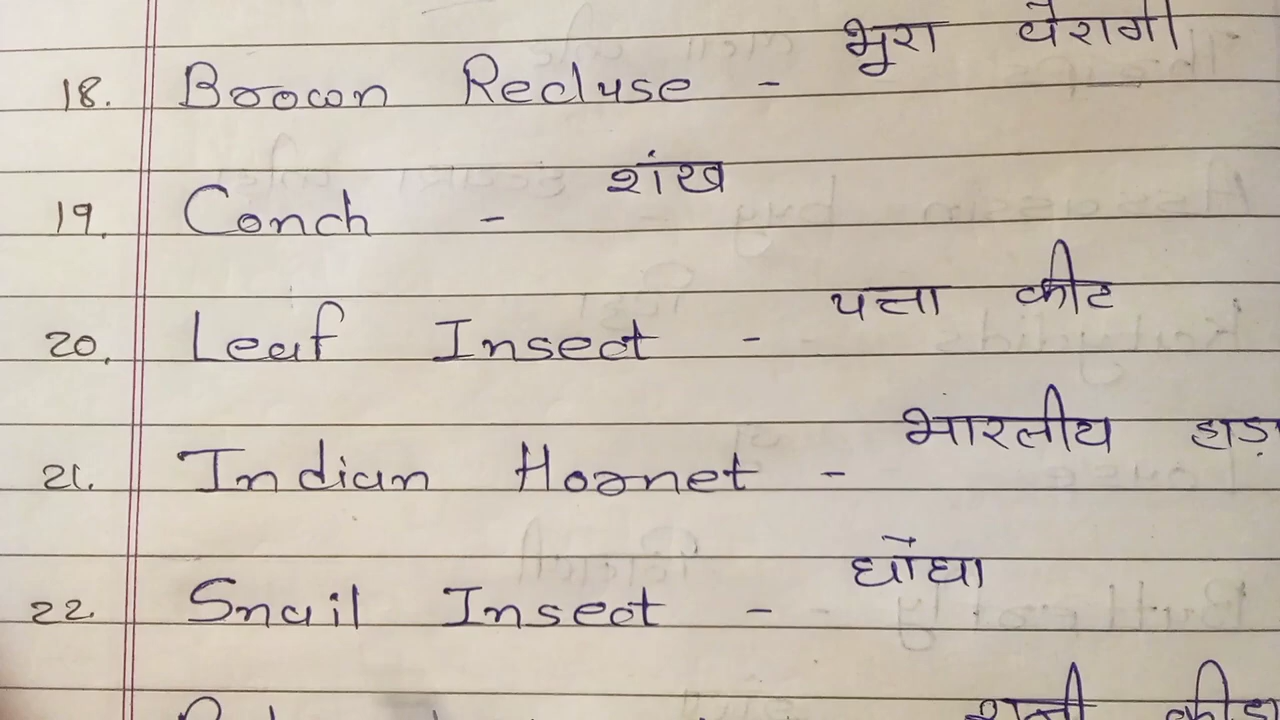 18. Brown Recluse - भूरा वैरागी
19. Conch - शंख
20. Leaf Insect - पत्ता कीट
21. Indian Hornet - भारतीय हाड़
22. Snail Insect - घोंघा
कीड़ा